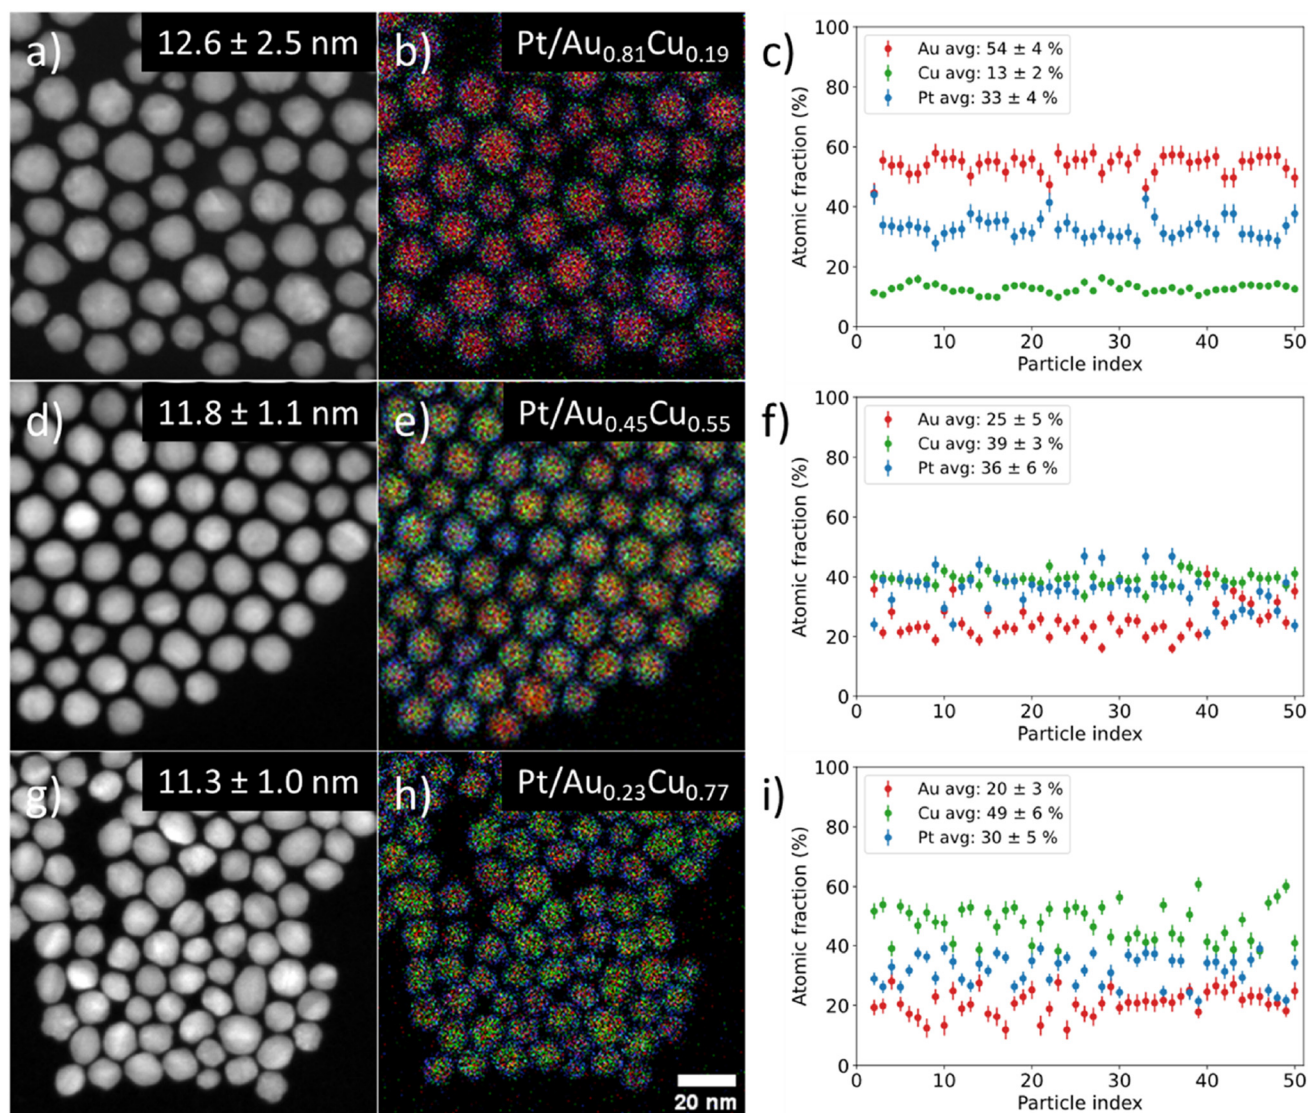 a)
12.6 ± 2.5 nm
b)
Pt/Au0.81Cu0.19
c)
100
80
60
40
20
0
Atomic fraction (%)
Au avg: 54 ± 4 %
Cu avg: 13 ± 2 %
Pt avg: 33 ± 4 %
0 10 20 30 40 50
Particle index
d)
11.8 ± 1.1 nm
e)
Pt/Au0.45Cu0.55
f)
100
80
60
40
20
0
Atomic fraction (%)
Au avg: 25 ± 5 %
Cu avg: 39 ± 3 %
Pt avg: 36 ± 6 %
0 10 20 30 40 50
Particle index
g)
11.3 ± 1.0 nm
h)
Pt/Au0.23Cu0.77
20 nm
i)
100
80
60
40
20
0
Atomic fraction (%)
Au avg: 20 ± 3 %
Cu avg: 49 ± 6 %
Pt avg: 30 ± 5 %
0 10 20 30 40 50
Particle index